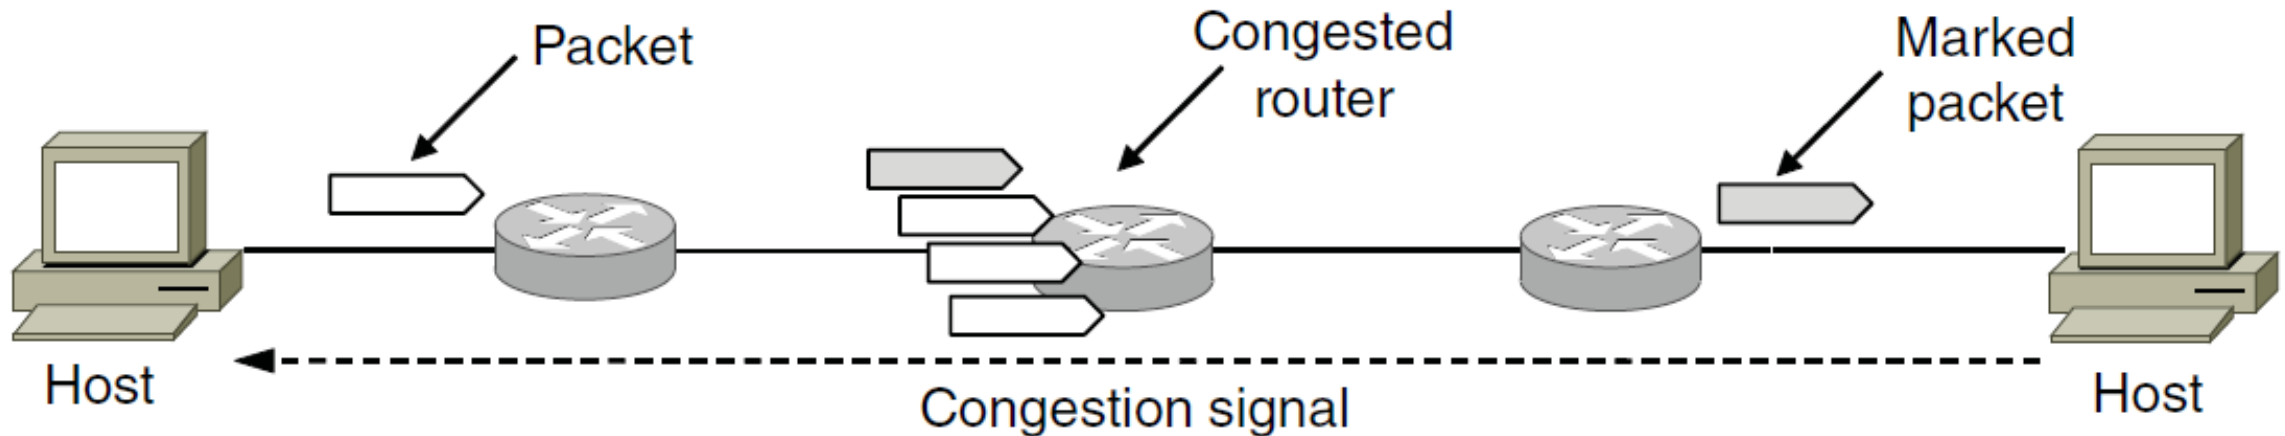 Packet
Congested
router
Marked
packet
Host
Congestion signal
Host